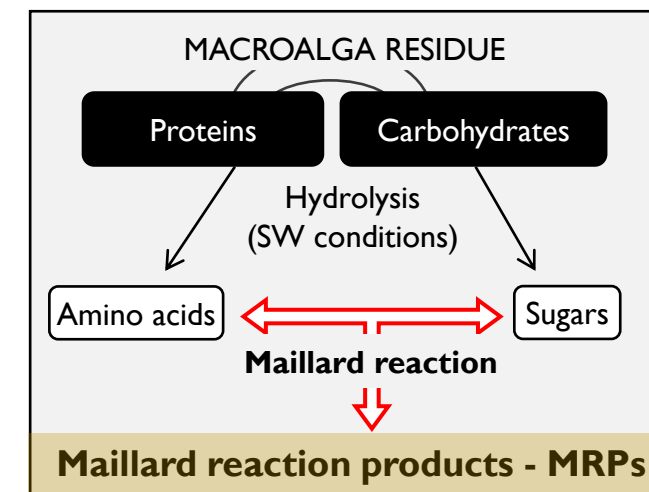 MACROALGA RESIDUE
Proteins
Carbohydrates
Hydrolysis
(SW conditions)
Amino acids
Sugars
Maillard reaction
Maillard reaction products - MRPs